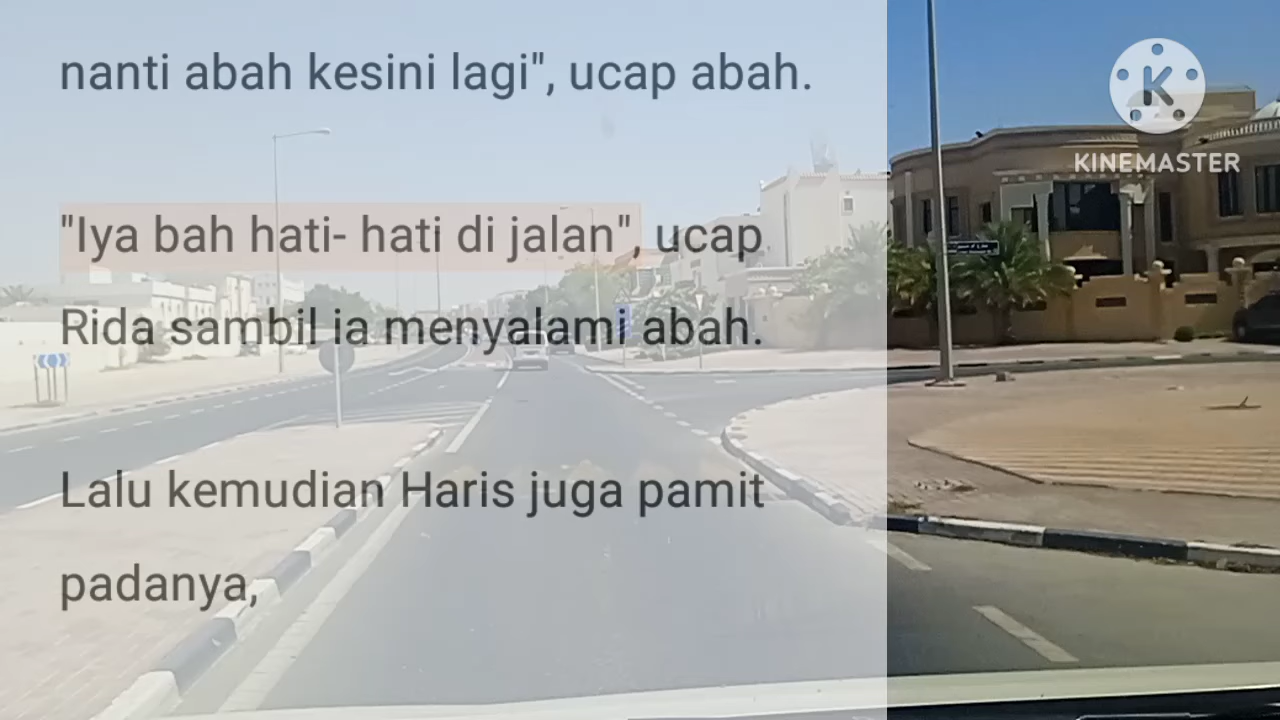 nanti abah kesini lagi", ucap abah.
"Iya bah hati- hati di jalan", ucap
Rida sambil ia menyalami abah.
Lalu kemudian Haris juga pamit
padanya,
K
KINEMASTER